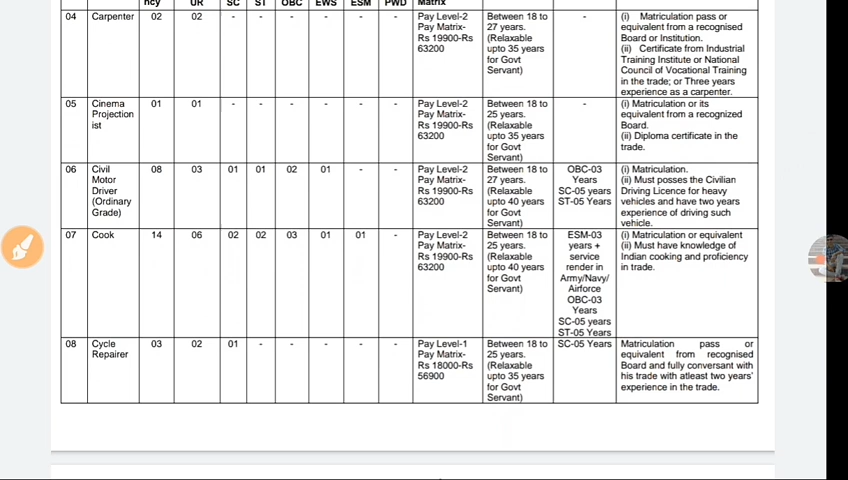 ncy UR SC ST OBC EWS ESM PWD Matrix
04 Carpenter 02 02 - - - - - - Pay Level-2 Between 18 to - (i) Matriculation pass or
Pay Matrix- 27 years. equivalent from a recognised
Rs 19900-Rs (Relaxable Board or Institution.
63200 upto 35 years (ii) Certificate from Industrial
for Govt Training Institute or National
Servant) Council of Vocational Training
in the trade; or Three years
experience as a carpenter.
05 Cinema 01 01 - - - - - - Pay Level-2 Between 18 to - (i) Matriculation or its
Projection Pay Matrix- 25 years. equivalent from a recognized
ist Rs 19900-Rs (Relaxable Board.
63200 upto 35 years (ii) Diploma certificate in the
for Govt trade.
Servant)
06 Civil 08 03 01 01 02 01 - - Pay Level-2 Between 18 to OBC-03 (i) Matriculation.
Motor Pay Matrix- 27 years. Years (ii) Must posses the Civilian
Driver Rs 19900-Rs (Relaxable SC-05 years Driving Licence for heavy
(Ordinary 63200 upto 40 years ST-05 Years vehicles and have two years
Grade) for Govt experience of driving such
Servant) vehicle.
07 Cook 14 06 02 02 03 01 01 - Pay Level-2 Between 18 to ESM-03 (i) Matriculation or equivalent
Pay Matrix- 25 years. years + (ii) Must have knowledge of
Rs 19900-Rs (Relaxable service Indian cooking and proficiency
63200 upto 40 years render in in trade.
for Govt Army/Navy/
Servant) Airforce
OBC-03
Years
SC-05 years
ST-05 Years
08 Cycle 03 02 01 - - - - - Pay Level-1 Between 18 to SC-05 Years Matriculation pass or
Repairer Pay Matrix- 25 years. equivalent from recognised
Rs 18000-Rs (Relaxable Board and fully conversant with
56900 upto 35 years his trade with atleast two years'
for Govt experience in the trade.
Servant)